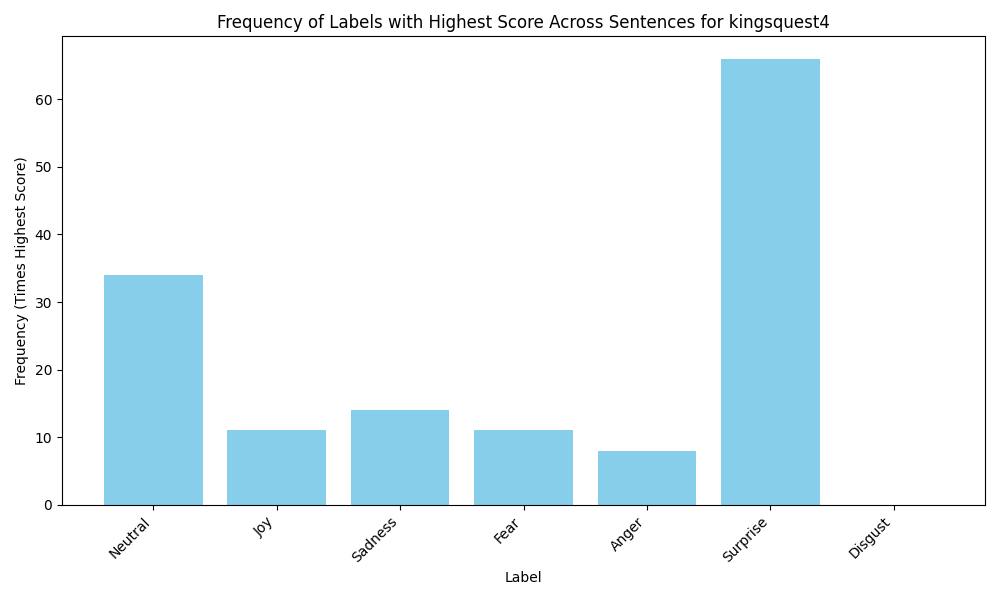 Frequency of Labels with Highest Score Across Sentences for kingsquest4
Frequency (Times Highest Score)
60
50
40
30
20
10
0
Neutral
Joy
Sadness
Fear
Anger
Surprise
Disgust
Label